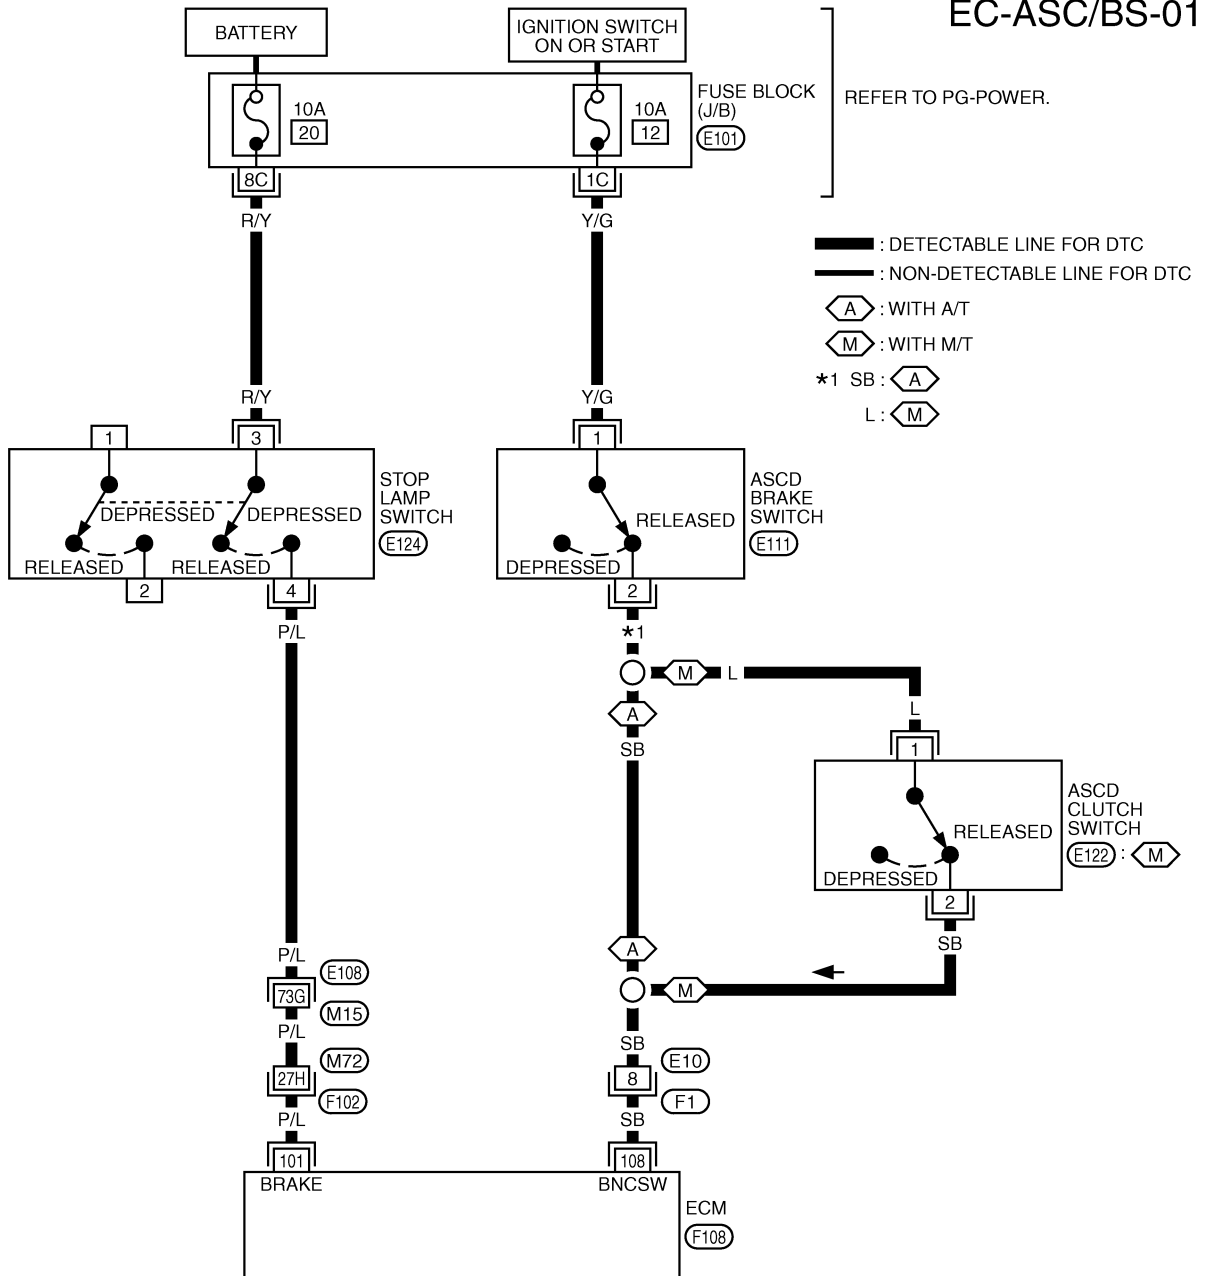 EC-ASC/BS-01
BATTERY
IGNITION SWITCH
ON OR START
10A
20
10A
12
FUSE BLOCK
(J/B)
E101
REFER TO PG-POWER.
8C
1C
R/Y
Y/G
: DETECTABLE LINE FOR DTC
: NON-DETECTABLE LINE FOR DTC
A : WITH A/T
M : WITH M/T
*1 SB : A
L : M
R/Y
Y/G
1
3
1
STOP
LAMP
SWITCH
E124
DEPRESSED
DEPRESSED
RELEASED
RELEASED
2
4
ASCD
BRAKE
SWITCH
E111
RELEASED
DEPRESSED
2
P/L
*1
M
L
A
SB
L
1
ASCD
CLUTCH
SWITCH
E122 : M
RELEASED
DEPRESSED
2
SB
A
M
P/L
E108
73G
M15
P/L
M72
27H
F102
P/L
SB
E10
8
F1
SB
101
108
BRAKE
BNCSW
ECM
F108